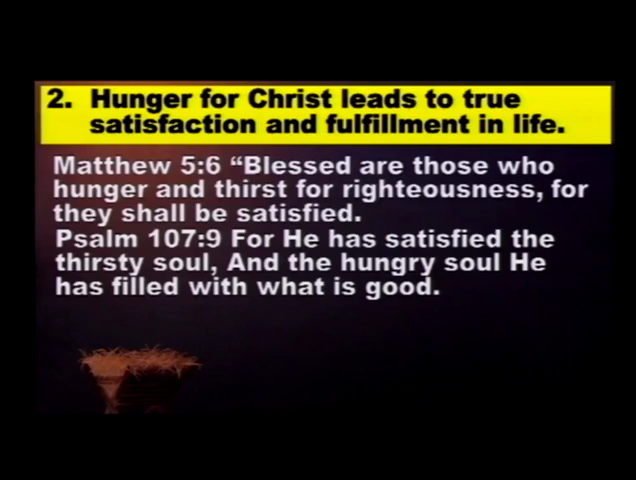 2. Hunger for Christ leads to true
satisfaction and fulfillment in life.
Matthew 5:6 “Blessed are those who
hunger and thirst for righteousness, for
they shall be satisfied.
Psalm 107:9 For He has satisfied the
thirsty soul, And the hungry soul He
has filled with what is good.